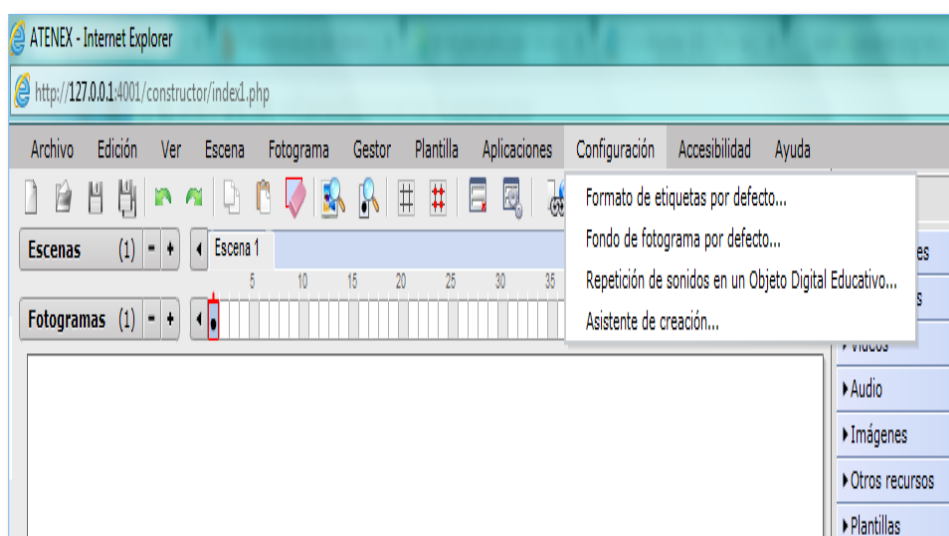 ATENEX - Internet Explorer
http://127.0.0.1:4001/constructor/index1.php
Archivo Edición Ver Escena Fotograma Gestor Plantilla Aplicaciones Configuración Accesibilidad Ayuda
Formato de etiquetas por defecto...
Fondo de fotograma por defecto...
Repetición de sonidos en un Objeto Digital Educativo...
Asistente de creación...
Escenas (1) - + Escena 1
5 10 15 20 25 30 35
Fotogramas (1) - +
es
s
Audio
Imágenes
Otros recursos
Plantillas